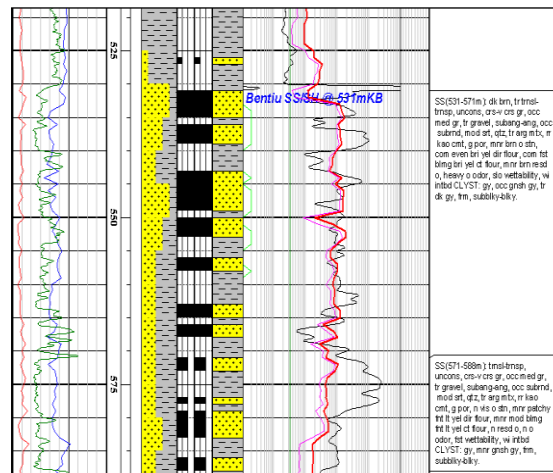 525
Bentiu SS/SH @ 531mKB
SS(531-571m): dk brn, tr trnsl-
trnsp, uncons, crs-v crs gr, occ
med gr, tr gravel, subang-ang, occ
subrnd, mod srt, qtz, tr arg mtx, rr
kao cmt, g por, mnr brn o stn,
com even bri yel dir flour, com fst
blmg bri yel ct flour, mnr brn resd
o, heavy o odor, slo wettability, w/
intbd CLYST: gy, occ gnsh gy, tr
dk gy, frm, subblky-blky.
550
SS(571-588m): trnsl-trnsp,
uncons, crs-v crs gr, occ med gr,
tr gravel, subang-ang, occ subrnd,
mod srt, qtz, tr arg mtx, rr kao
cmt, g por, n vis o stn, mnr patchy
fnt lt yel dir flour, mnr mod blmg
fnt lt yel ct flour, n resd o, n o
odor, fst wettability, w/ intbd
CLYST: gy, mnr gnsh gy, frm,
subblky-blky.
575